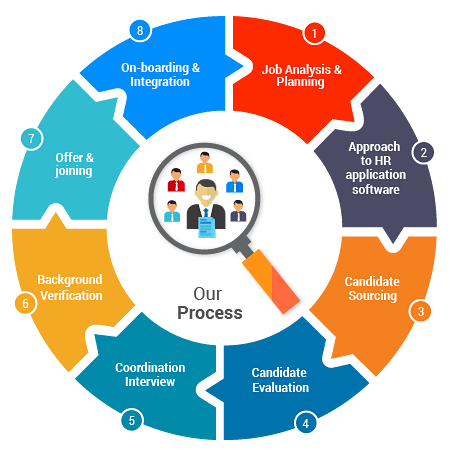 1
Job Analysis &
Planning
2
Approach
to HR
application
software
3
Candidate
Sourcing
4
Candidate
Evaluation
5
Coordination
Interview
6
Background
Verification
7
Offer &
joining
8
On-boarding &
Integration
Our
Process